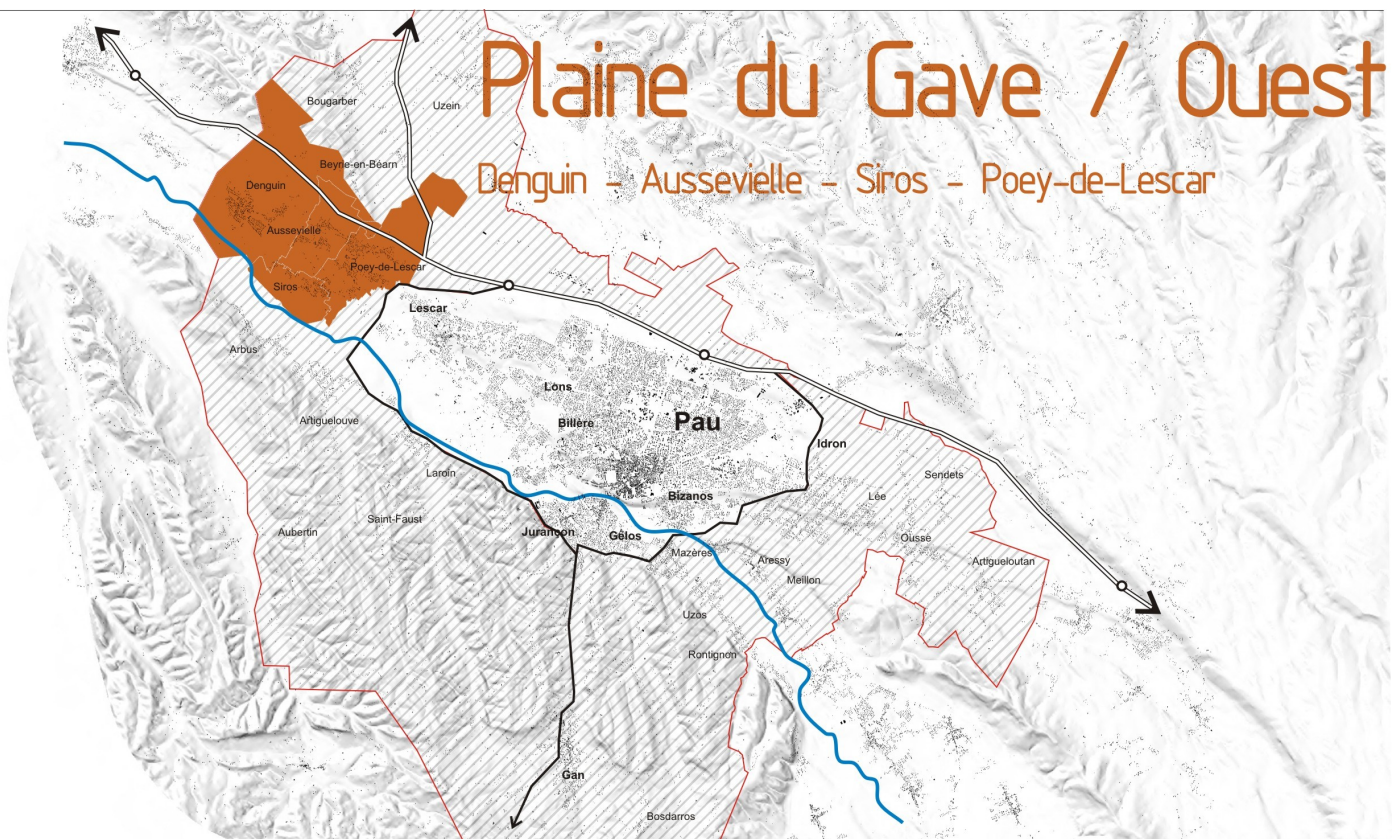 Plaine du Gave / Ouest
Denguin - Aussevielle - Siros - Poey-de-Lescar
Bougarber
Uzein
Beyrie-en-Béarn
Denguin
Aussevielle
Poey-de-Lescar
Siros
Lescar
Arbus
Lons
Artiguelouve
Billère
Pau
Idron
Laroin
Sendets
Lée
Bizanos
Saint-Faust
Aubertin
Jurançon
Gelos
Ousse
Mazères
Aressy
Artigueloutan
Meillon
Uzos
Rontignon
Gan
Bosdarros